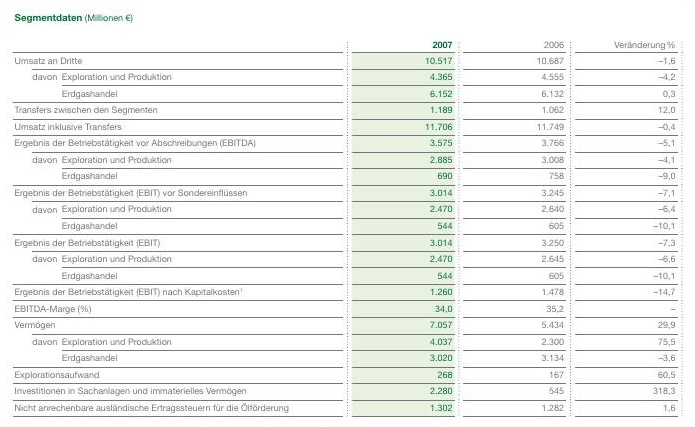 Segmentdaten (Millionen €)
2007 2006 Veränderung %
Umsatz an Dritte 10.517 10.687 –1,6
davon Exploration und Produktion 4.365 4.555 –4,2
Erdgashandel 6.152 6.132 0,3
Transfers zwischen den Segmenten 1.189 1.062 12,0
Umsatz inklusive Transfers 11.706 11.749 –0,4
Ergebnis der Betriebstätigkeit vor Abschreibungen (EBITDA) 3.575 3.766 –5,1
davon Exploration und Produktion 2.885 3.008 –4,1
Erdgashandel 690 758 –9,0
Ergebnis der Betriebstätigkeit (EBIT) vor Sondereinflüssen 3.014 3.245 –7,1
davon Exploration und Produktion 2.470 2.640 –6,4
Erdgashandel 544 605 –10,1
Ergebnis der Betriebstätigkeit (EBIT) 3.014 3.250 –7,3
davon Exploration und Produktion 2.470 2.645 –6,6
Erdgashandel 544 605 –10,1
Ergebnis der Betriebstätigkeit (EBIT) nach Kapitalkosten¹ 1.260 1.478 –14,7
EBITDA-Marge (%) 34,0 35,2 –
Vermögen 7.057 5.434 29,9
davon Exploration und Produktion 4.037 2.300 75,5
Erdgashandel 3.020 3.134 –3,6
Explorationsaufwand 268 167 60,5
Investitionen in Sachanlagen und immaterielles Vermögen 2.280 545 318,3
Nicht anrechenbare ausländische Ertragssteuern für die Ölförderung 1.302 1.282 1,6